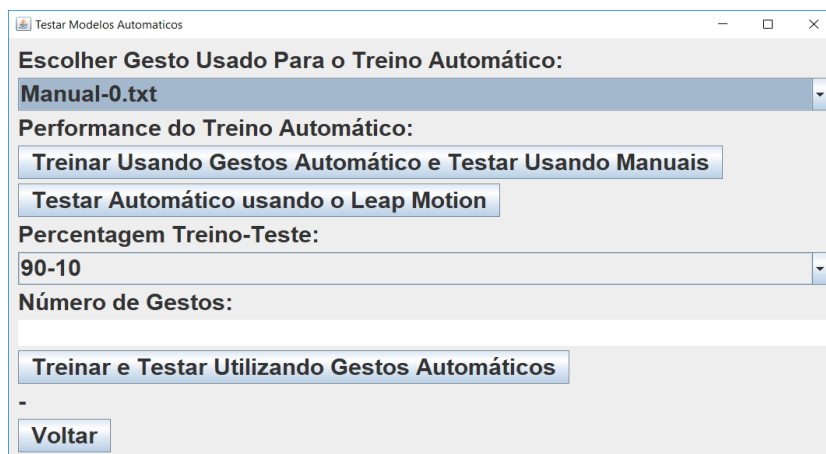 Testar Modelos Automaticos
Escolher Gesto Usado Para o Treino Automático:
Manual-0.txt
Performance do Treino Automático:
Treinar Usando Gestos Automático e Testar Usando Manuais
Testar Automático usando o Leap Motion
Percentagem Treino-Teste:
90-10
Número de Gestos:
Treinar e Testar Utilizando Gestos Automáticos
-
Voltar